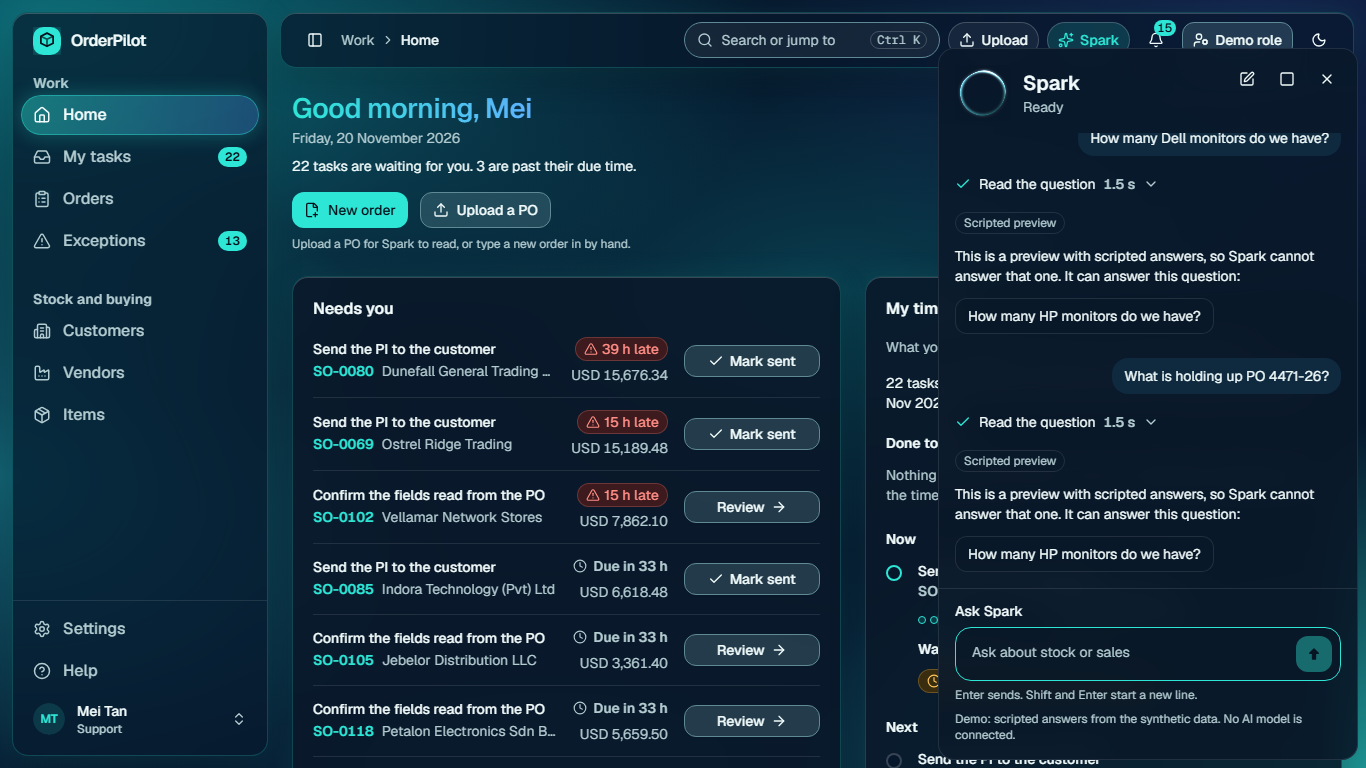 OrderPilot
Work
Home
My tasks
22
Orders
Exceptions
13
Stock and buying
Customers
Vendors
Items
Settings
Help
MT
Mei Tan
Support
Work
Home
Search or jump to
Ctrl K
Upload
Spark
15
Demo role
Good morning, Mei
Friday, 20 November 2026
22 tasks are waiting for you. 3 are past their due time.
New order
Upload a PO
Upload a PO for Spark to read, or type a new order in by hand.
Needs you
Send the PI to the customer
39 h late
SO-0080 Dunefall General Trading ...
USD 15,676.34
Mark sent
Send the PI to the customer
15 h late
SO-0069 Ostrel Ridge Trading
USD 15,189.48
Mark sent
Confirm the fields read from the PO
15 h late
SO-0102 Vellamar Network Stores
USD 7,862.10
Review
Send the PI to the customer
Due in 33 h
SO-0085 Indora Technology (Pvt) Ltd
USD 6,618.48
Mark sent
Confirm the fields read from the PO
Due in 33 h
SO-0105 Jebelor Distribution LLC
USD 3,361.40
Review
Confirm the fields read from the PO
Due in 33 h
SO-0118 Petalon Electronics Sdn B...
USD 5,659.50
Review
My tim
What yo
22 tasks
Nov 202
Done to
Nothing
the time
Now
Sen
SO
Wa
Next
Send the PI to the customer
Spark
Ready
How many Dell monitors do we have?
Read the question 1.5 s
Scripted preview
This is a preview with scripted answers, so Spark cannot
answer that one. It can answer this question:
How many HP monitors do we have?
What is holding up PO 4471-26?
Read the question 1.5 s
Scripted preview
This is a preview with scripted answers, so Spark cannot
answer that one. It can answer this question:
How many HP monitors do we have?
Ask Spark
Ask about stock or sales
Enter sends. Shift and Enter start a new line.
Demo: scripted answers from the synthetic data. No AI model is
connected.